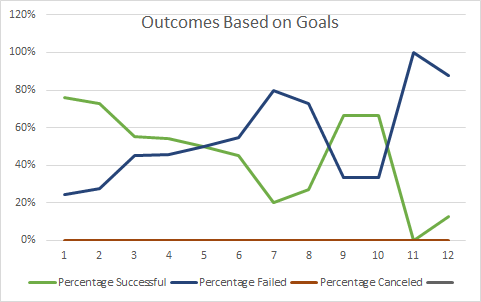 Outcomes Based on Goals
120%
100%
80%
60%
40%
20%
0%
1 2 3 4 5 6 7 8 9 10 11 12
Percentage Successful Percentage Failed Percentage Canceled